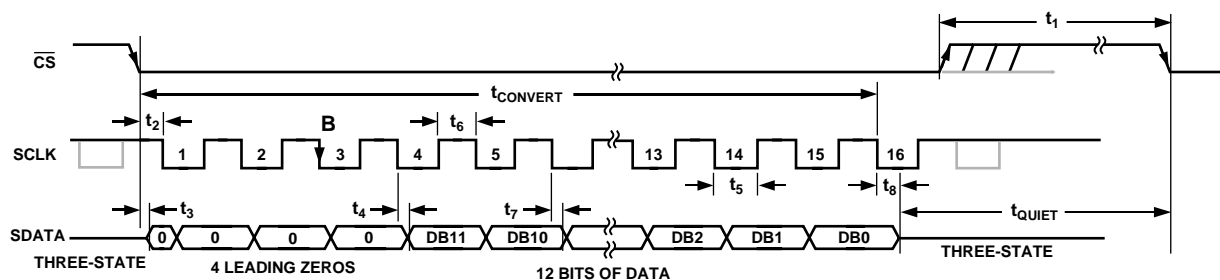 t1
CS
tCONVERT
t2 B t6
SCLK 1 2 3 4 5 13 14 15 16
t5 t8
t3 t4 t7 tQUIET
SDATA 0 0 0 0 DB11 DB10 DB2 DB1 DB0
THREE-STATE 4 LEADING ZEROS 12 BITS OF DATA THREE-STATE